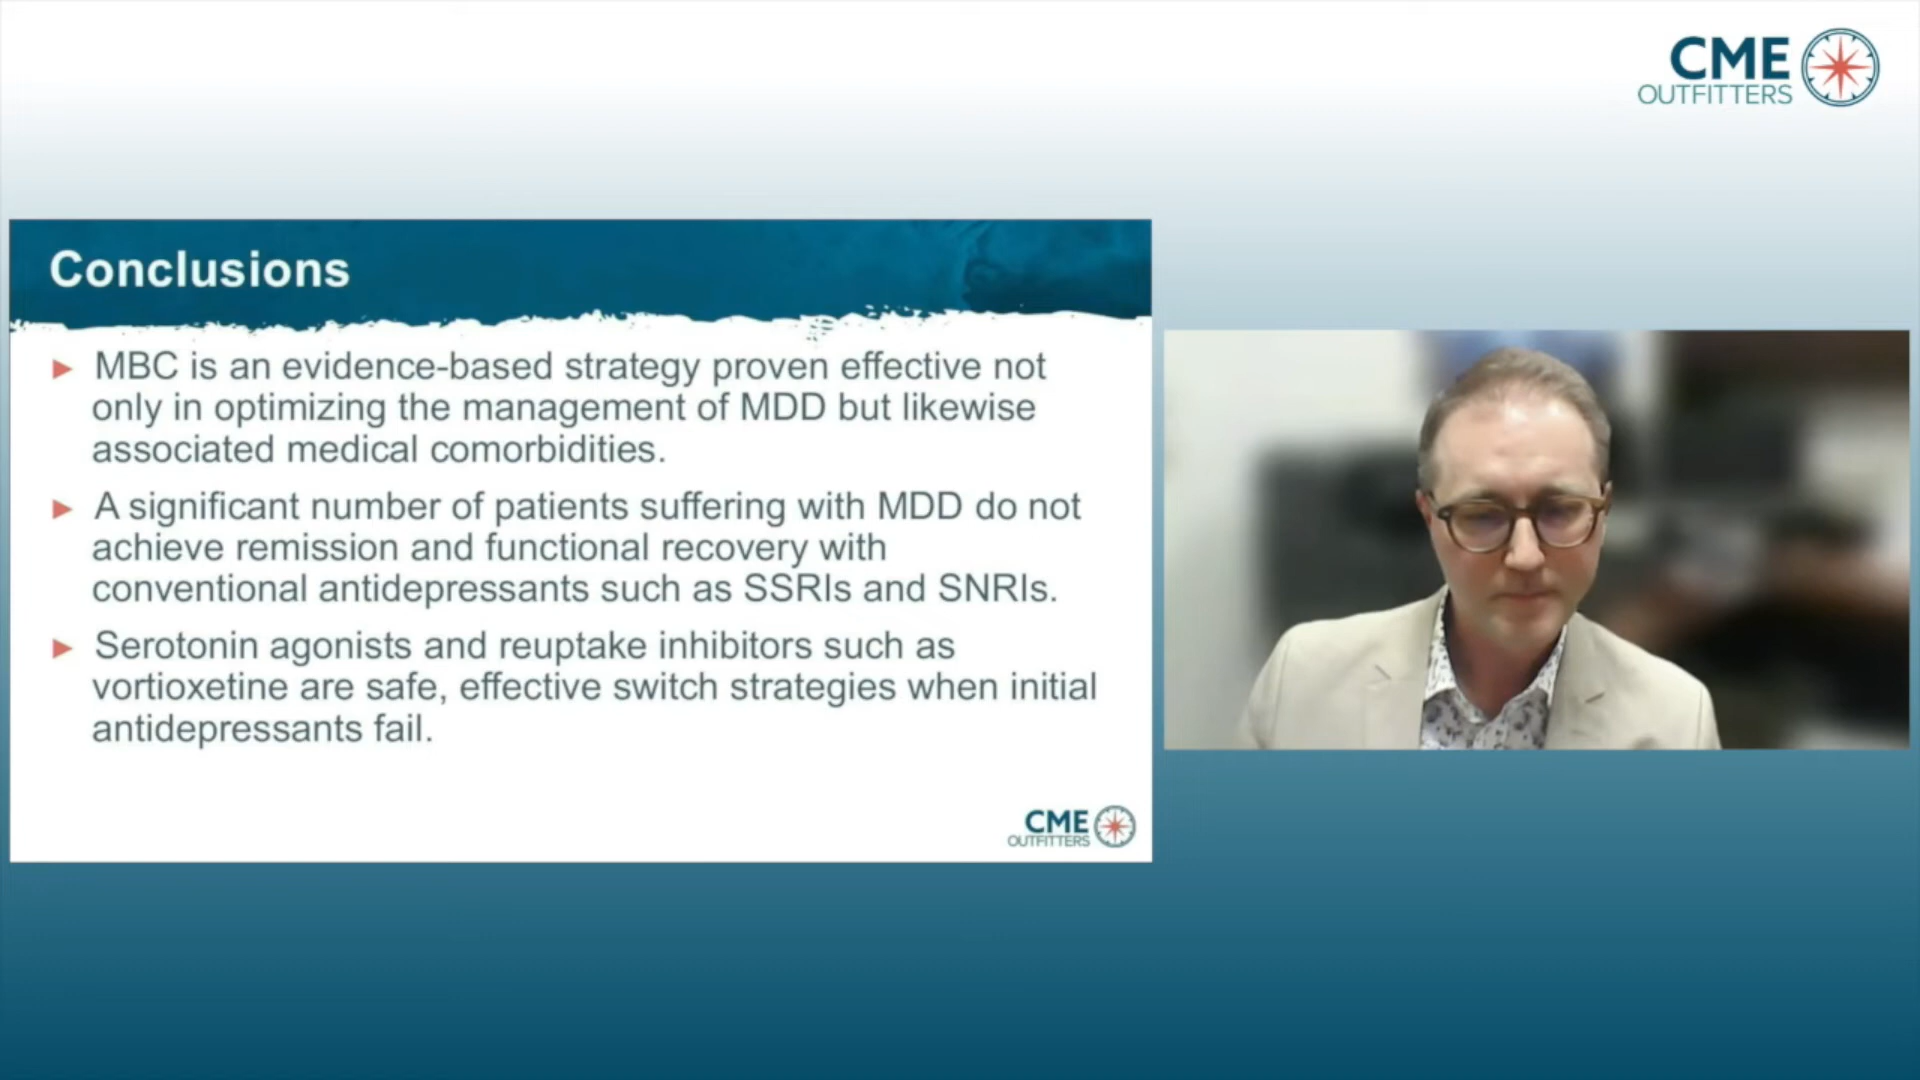 CME
OUTFITTERS
Conclusions
MBC is an evidence-based strategy proven effective not
only in optimizing the management of MDD but likewise
associated medical comorbidities.
A significant number of patients suffering with MDD do not
achieve remission and functional recovery with
conventional antidepressants such as SSRIs and SNRIs.
Serotonin agonists and reuptake inhibitors such as
vortioxetine are safe, effective switch strategies when initial
antidepressants fail.
CME
OUTFITTERS